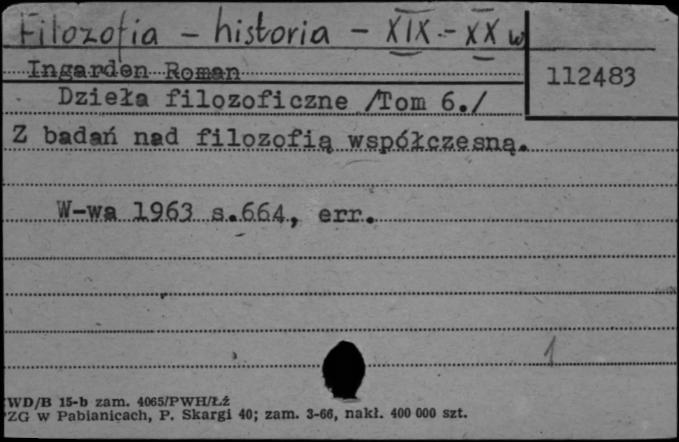 Filozofia - historia - XIX - XX w
Ingarden Roman
112483
Dzieła filozoficzne /Tom 6./
Z badań nad filozofią współczesną.
W-wa 1963 s.664, err.
1
WD/B 15-b zam. 4065/PWH/Łź
PZG w Pabianicach, P. Skargi 40; zam. 3-66, nakł. 400 000 szt.